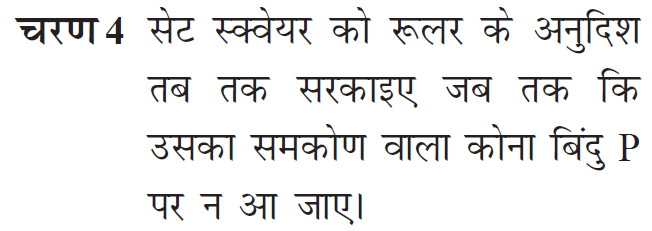 चरण 4 सेट स्क्वेयर को रूलर के अनुदिश
तब तक सरकाइए जब तक कि
उसका समकोण वाला कोना बिंदु P
पर न आ जाए।